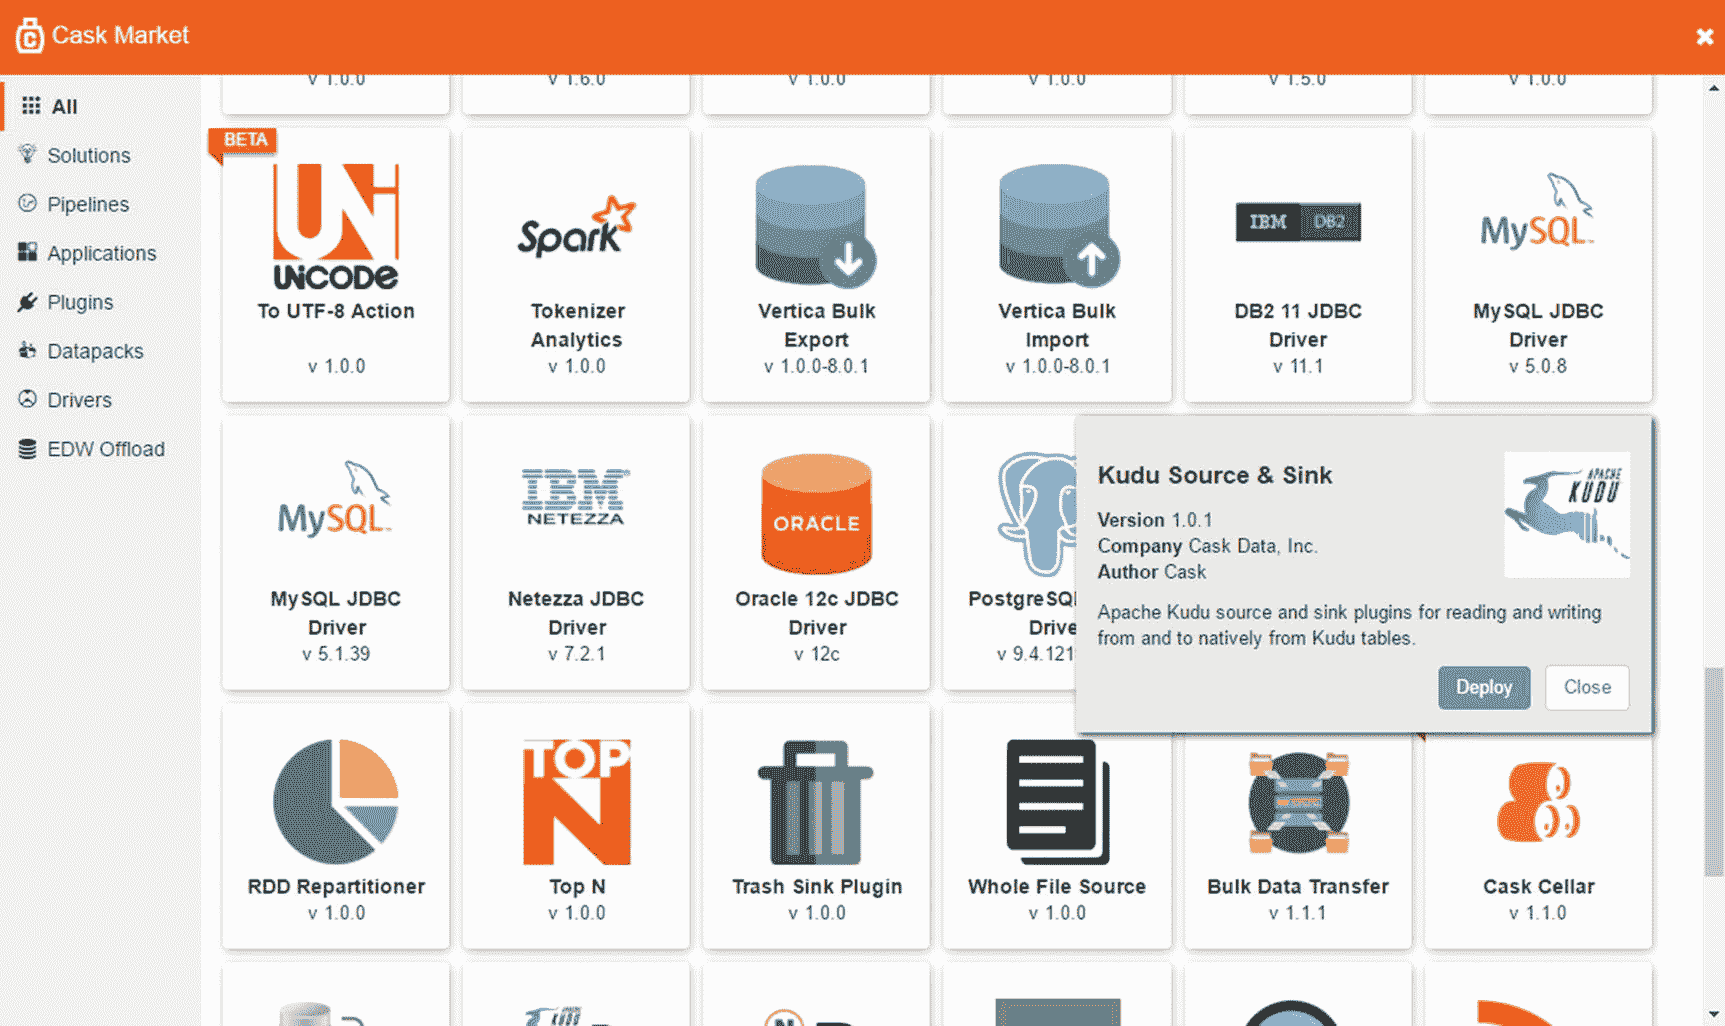 Cask Market
All
Solutions
Pipelines
Applications
Plugins
Datapacks
Drivers
EDW Offload
v 1.0.0
v 1.6.0
v 1.0.0
v 1.0.0
v 1.5.0
v 1.0.0
BETA
UNiCODE
To UTF-8 Action
v 1.0.0
Spark
Tokenizer
Analytics
v 1.0.0
Vertica Bulk
Export
v 1.0.0-8.0.1
Vertica Bulk
Import
v 1.0.0-8.0.1
IBM DB2
DB2 11 JDBC
Driver
v 11.1
MySQL
MySQL JDBC
Driver
v 5.0.8
MySQL
MySQL JDBC
Driver
v 5.1.39
IBM
NETEZZA
Netezza JDBC
Driver
v 7.2.1
ORACLE
Oracle 12c JDBC
Driver
v 12c
PostgreSQL
Drive
v 9.4.121
Kudu Source & Sink
Version 1.0.1
Company Cask Data, Inc.
Author Cask
APACHE
KUDU
Apache Kudu source and sink plugins for reading and writing
from and to natively from Kudu tables.
Deploy
Close
RDD Repartitioner
v 1.0.0
TOP
N
Top N
v 1.0.0
Trash Sink Plugin
v 1.0.0
Whole File Source
v 1.0.0
Bulk Data Transfer
v 1.1.1
Cask Cellar
v 1.1.0